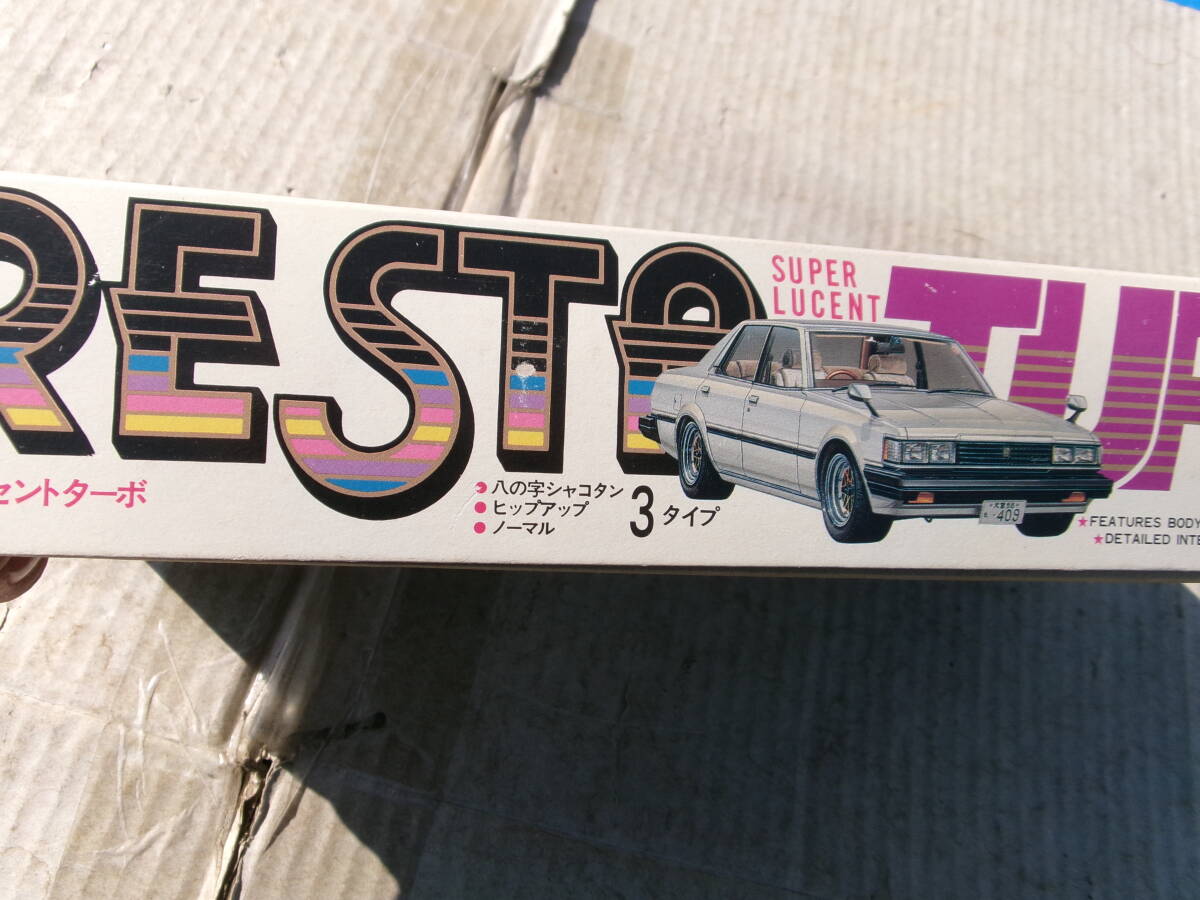 RESTA
SUPER
LUCENT
TUR
セントターボ
八の字シャコタン
ヒップアップ
ノーマル
3タイプ
409
★FEATURES BODY
★DETAILED INTE